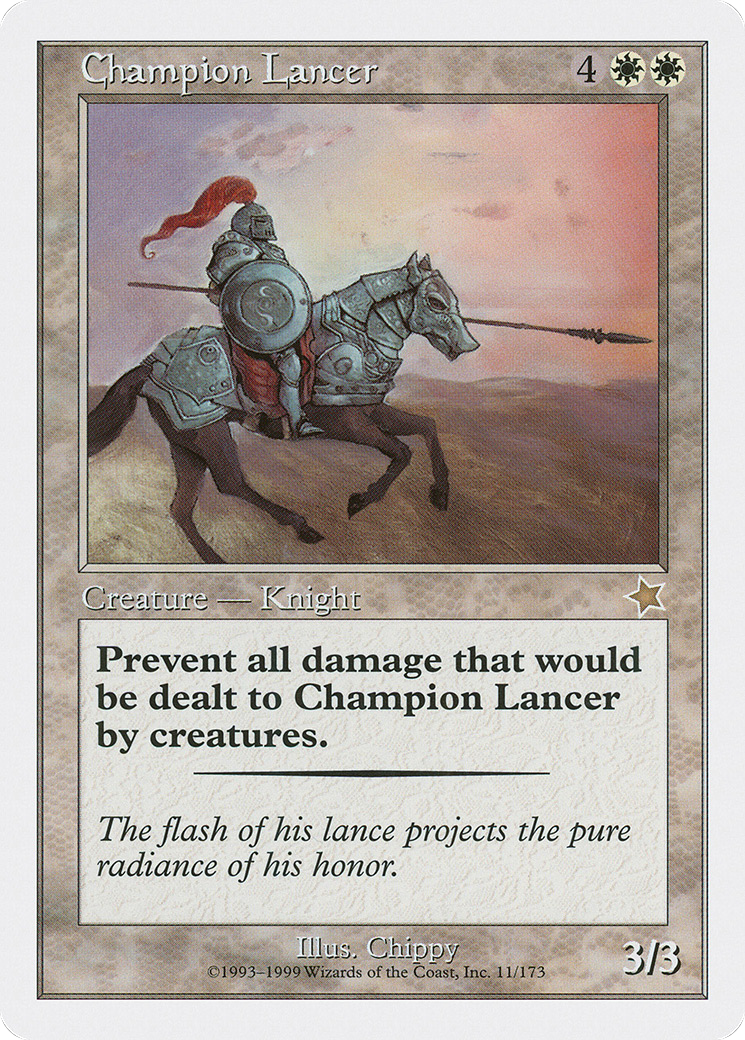 Champion Lancer 4
Creature — Knight
Prevent all damage that would
be dealt to Champion Lancer
by creatures.
The flash of his lance projects the pure
radiance of his honor.
Illus. Chippy
©1993–1999 Wizards of the Coast, Inc. 11/173
3/3